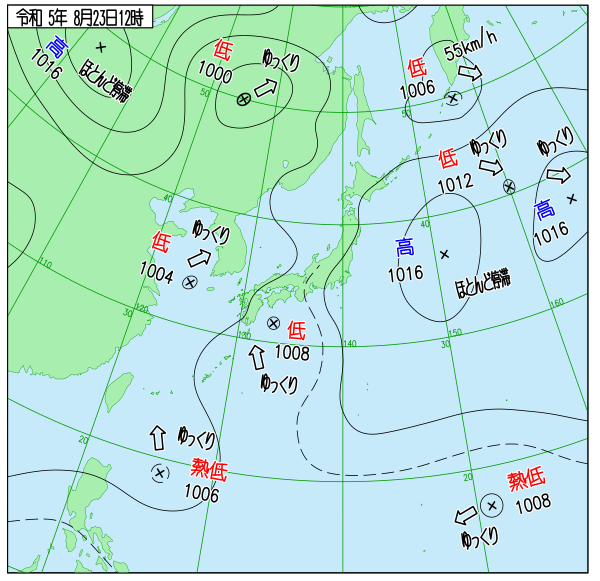 令和 5年 8月23日12時
高
1016
ほとんど停滞
低
1000
ゆっくり
50
低
1006
55km/h
50
低
1012
ゆっくり
ゆっくり
高
1016
40
低
1004
ゆっくり
40
高
1016
ほとんど停滞
110
30
120
低
1008
ゆっくり
130
140
150
30
160
20
ゆっくり
熱低
1006
20
熱低
1008
ゆっくり